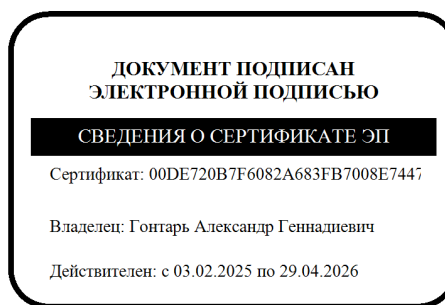 ДОКУМЕНТ ПОДПИСАН
ЭЛЕКТРОННОЙ ПОДПИСЬЮ
СВЕДЕНИЯ О СЕРТИФИКАТЕ ЭП
Сертификат: 00DE720B7F6082A683FB7008E7447
Владелец: Гонтарь Александр Геннадиевич
Действителен: с 03.02.2025 по 29.04.2026